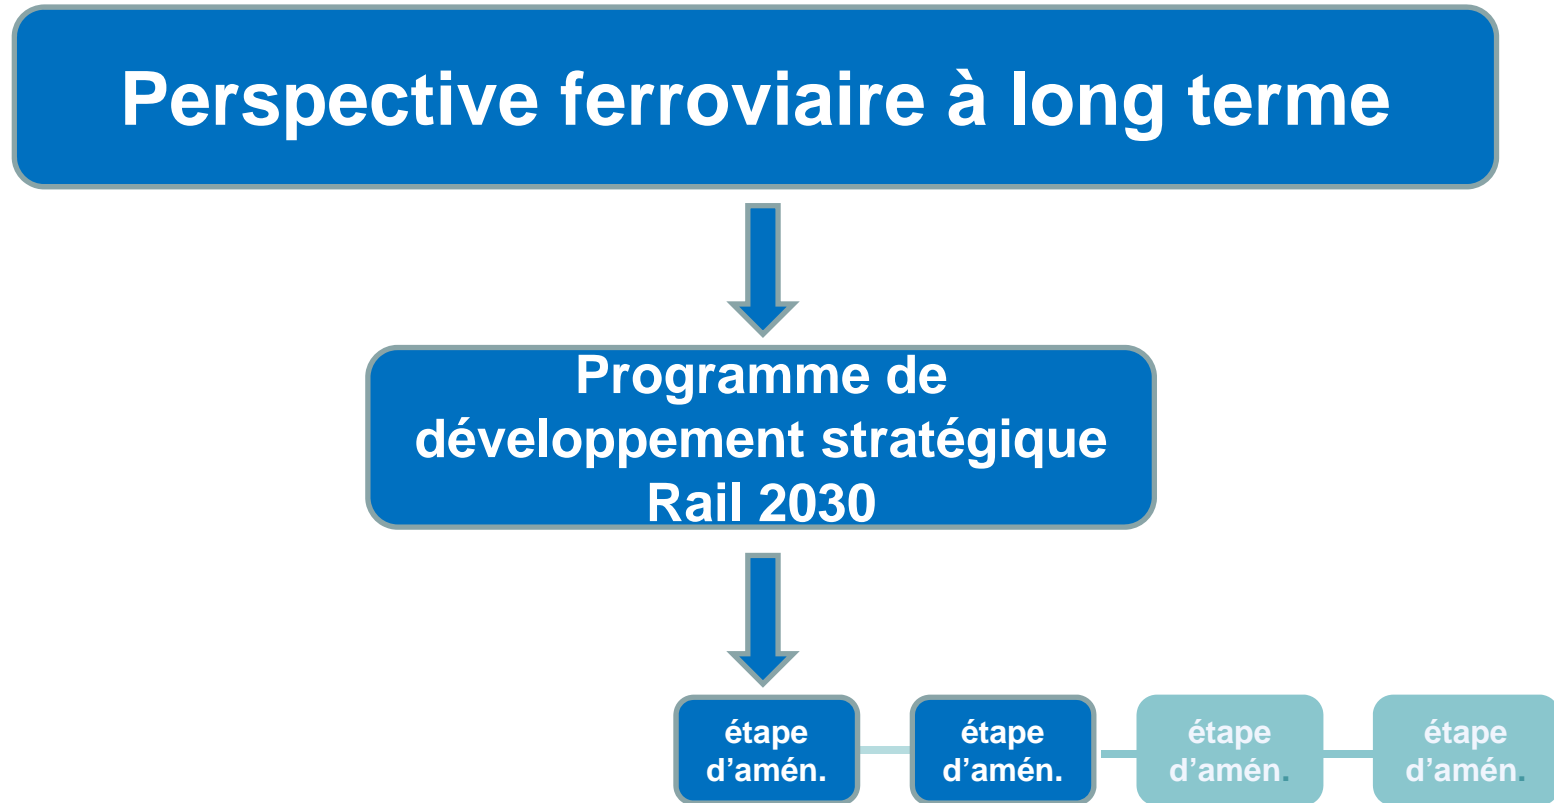 Perspective ferroviaire à long terme
Programme de
développement stratégique
Rail 2030
étape
d’amén.
étape
d’amén.
étape
d’amén.
étape
d’amén.